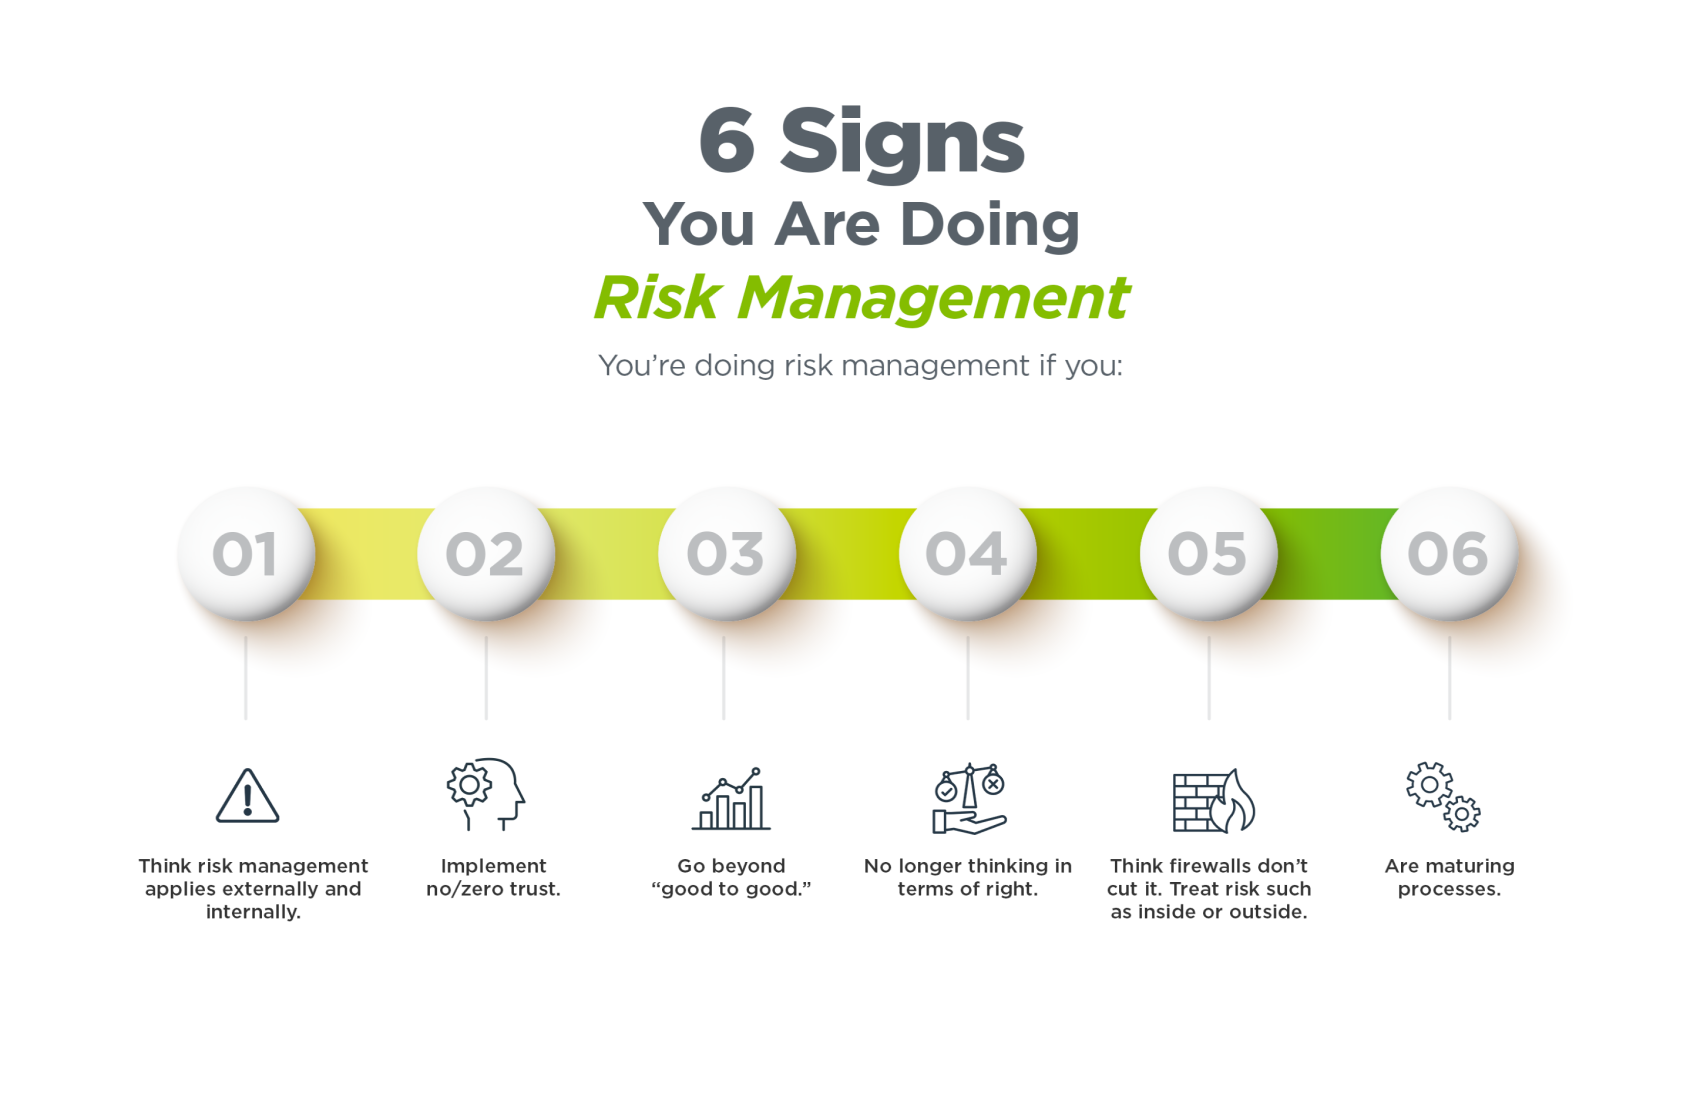 6 Signs
You Are Doing
Risk Management
You’re doing risk management if you:
01
02
03
04
05
06
Think risk management
applies externally and
internally.
Implement
no/zero trust.
Go beyond
“good to good.”
No longer thinking in
terms of right.
Think firewalls don’t
cut it. Treat risk such
as inside or outside.
Are maturing
processes.